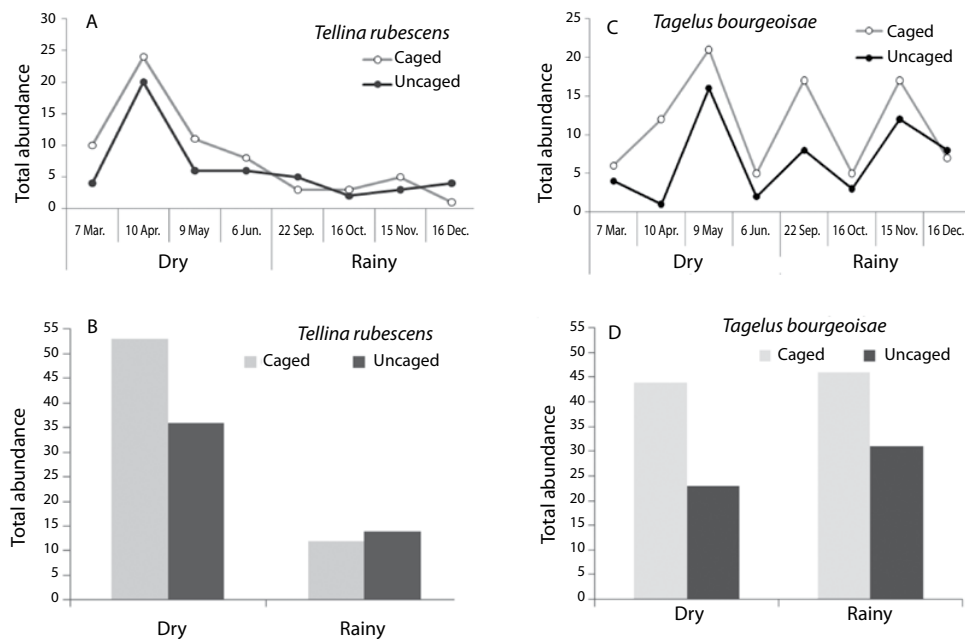 A
Tellina rubescens
Caged
Uncaged
Total abundance
30
25
20
15
10
5
0
7 Mar. 10 Apr. 9 May 6 Jun. 22 Sep. 16 Oct. 15 Nov. 16 Dec.
Dry Rainy
C
Tagelus bourgeoisae
Caged
Uncaged
Total abundance
25
20
15
10
5
0
7 Mar. 10 Apr. 9 May 6 Jun. 22 Sep. 16 Oct. 15 Nov. 16 Dec.
Dry Rainy
B
Tellina rubescens
Caged Uncaged
Total abundance
55
50
45
40
35
30
25
20
15
10
5
0
Dry Rainy
D
Tagelus bourgeoisae
Caged Uncaged
Total abundance
55
50
45
40
35
30
25
20
15
10
5
0
Dry Rainy